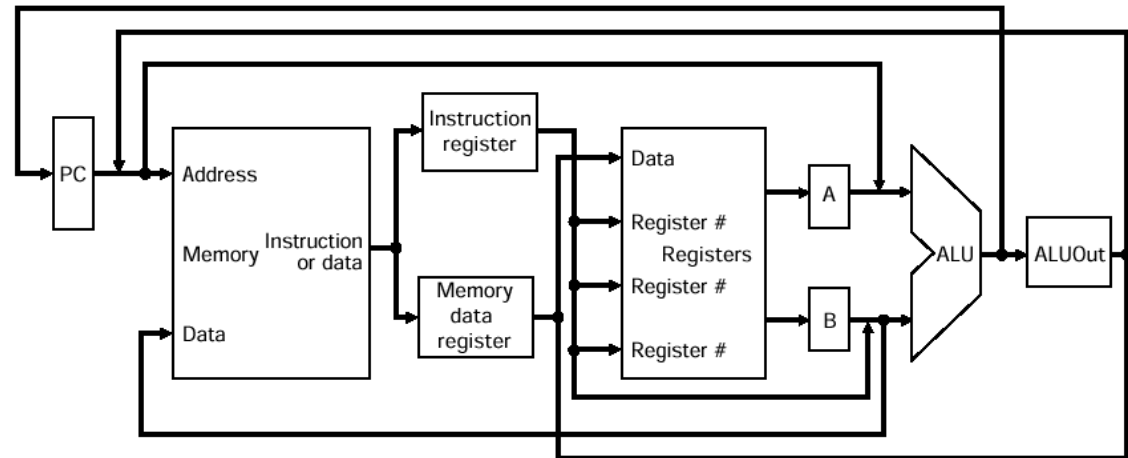 PC
Address
Memory
Instruction
or data
Data
Instruction
register
Memory
data
register
Data
Register #
Registers
Register #
Register #
A
B
ALU
ALUOut